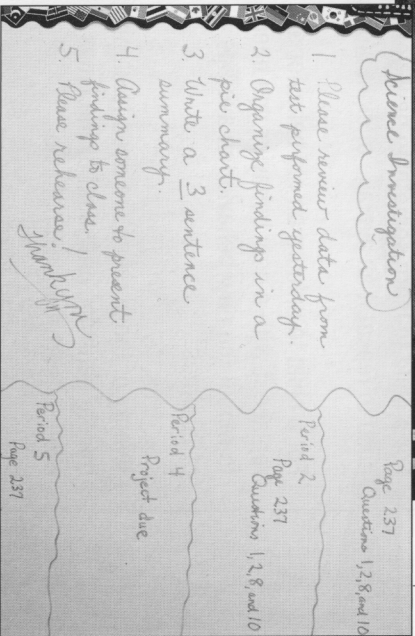 Science Investigation
1. Please review data from
test performed yesterday.
2. Organize findings in a
pie chart.
3. Write a 3 sentence
summary.
4. Assign someone to present
findings to class.
5. Please rehearse!
Thank you
Page 237
Questions 1,2,8, and 10
Period 2
Page 237
Questions 1,2,8, and 10
Period 4
Project due
Period 5
Page 237